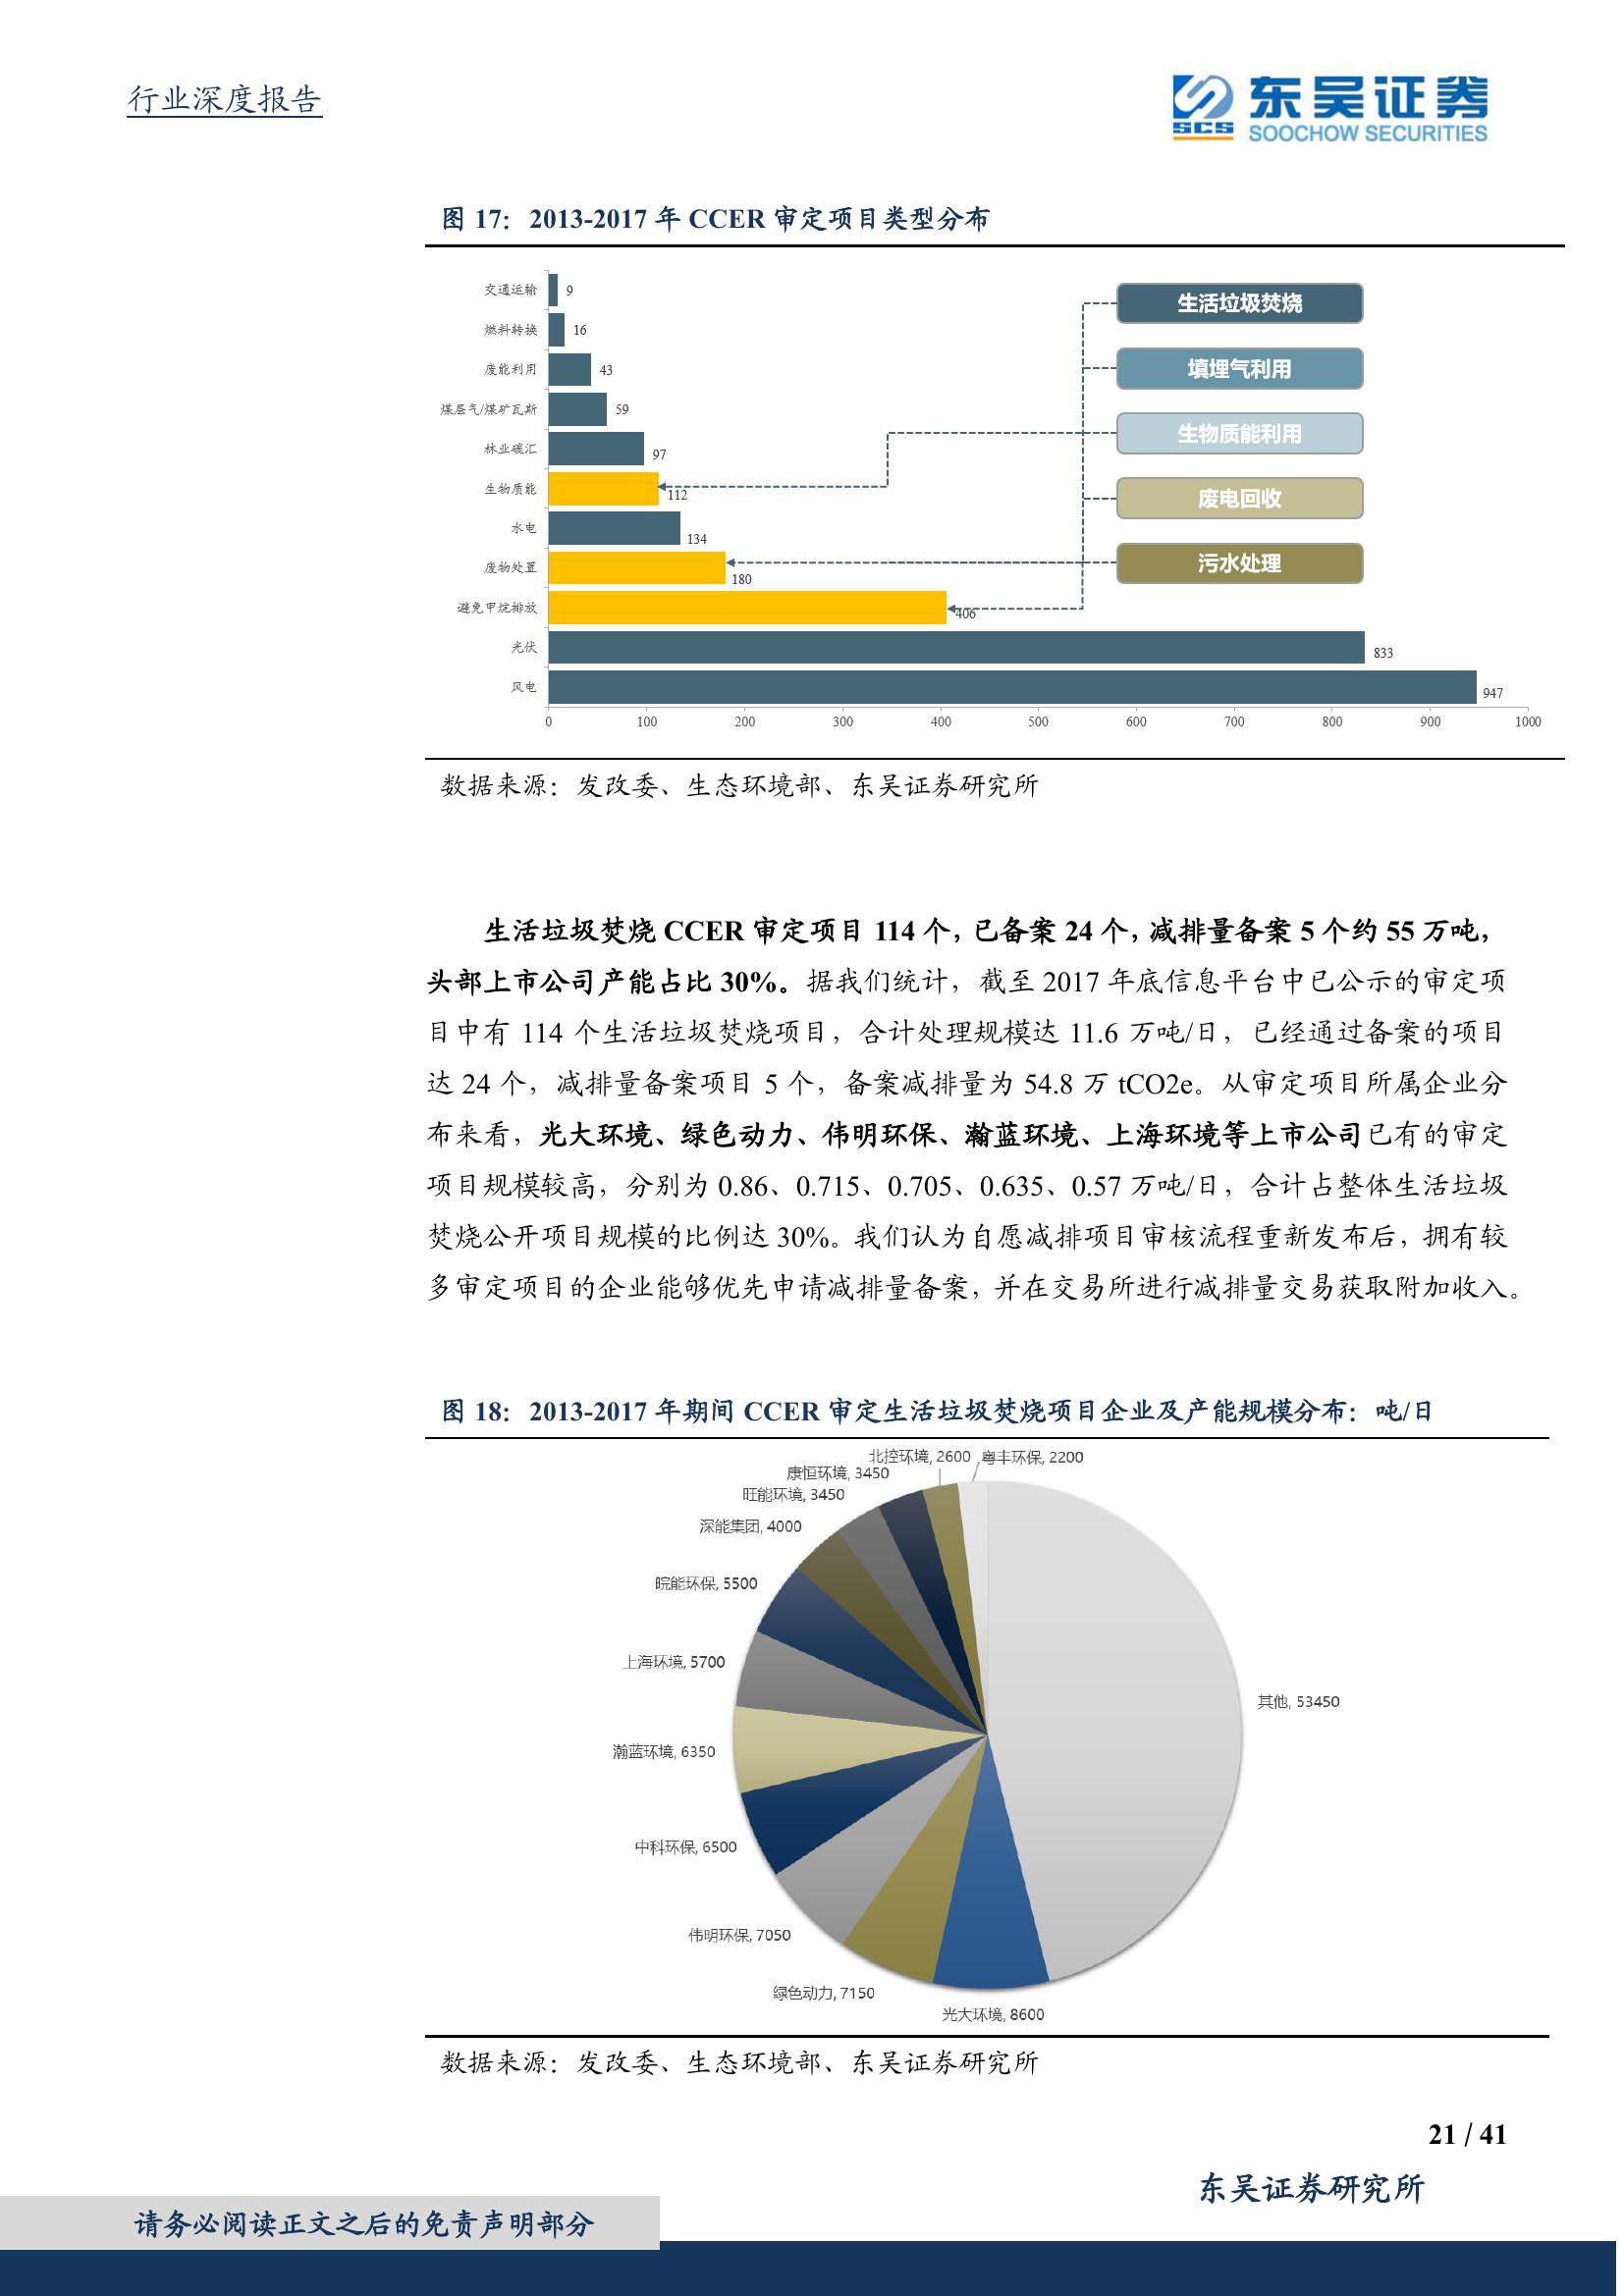 行业深度报告
东吴证券
SCS
SOOCHOW SECURITIES
图 17：2013-2017 年 CCER 审定项目类型分布
交通运输 9
燃料转换 16
废能利用 43
煤层气/煤矿瓦斯 59
林业碳汇 97
生物质能 112
水电 134
废物处置 180
避免甲烷排放 406
光伏 833
风电 947
0 100 200 300 400 500 600 700 800 900 1000
生活垃圾焚烧
填埋气利用
生物质能利用
废电回收
污水处理
数据来源：发改委、生态环境部、东吴证券研究所
生活垃圾焚烧 CCER 审定项目 114 个，已备案 24 个，减排量备案 5 个约 55 万吨，
头部上市公司产能占比 30%。据我们统计，截至 2017 年底信息平台中已公示的审定项
目中有 114 个生活垃圾焚烧项目，合计处理规模达 11.6 万吨/日，已经通过备案的项目
达 24 个，减排量备案项目 5 个，备案减排量为 54.8 万 tCO2e。从审定项目所属企业分
布来看，光大环境、绿色动力、伟明环保、瀚蓝环境、上海环境等上市公司已有的审定
项目规模较高，分别为 0.86、0.715、0.705、0.635、0.57 万吨/日，合计占整体生活垃圾
焚烧公开项目规模的比例达 30%。我们认为自愿减排项目审核流程重新发布后，拥有较
多审定项目的企业能够优先申请减排量备案，并在交易所进行减排量交易获取附加收入。
图 18：2013-2017 年期间 CCER 审定生活垃圾焚烧项目企业及产能规模分布：吨/日
北控环境, 2600
粤丰环保, 2200
康恒环境, 3450
旺能环境, 3450
深能集团, 4000
皖能环保, 5500
上海环境, 5700
其他, 53450
瀚蓝环境, 6350
中科环保, 6500
伟明环保, 7050
绿色动力, 7150
光大环境, 8600
数据来源：发改委、生态环境部、东吴证券研究所
21 / 41
东吴证券研究所
请务必阅读正文之后的免责声明部分